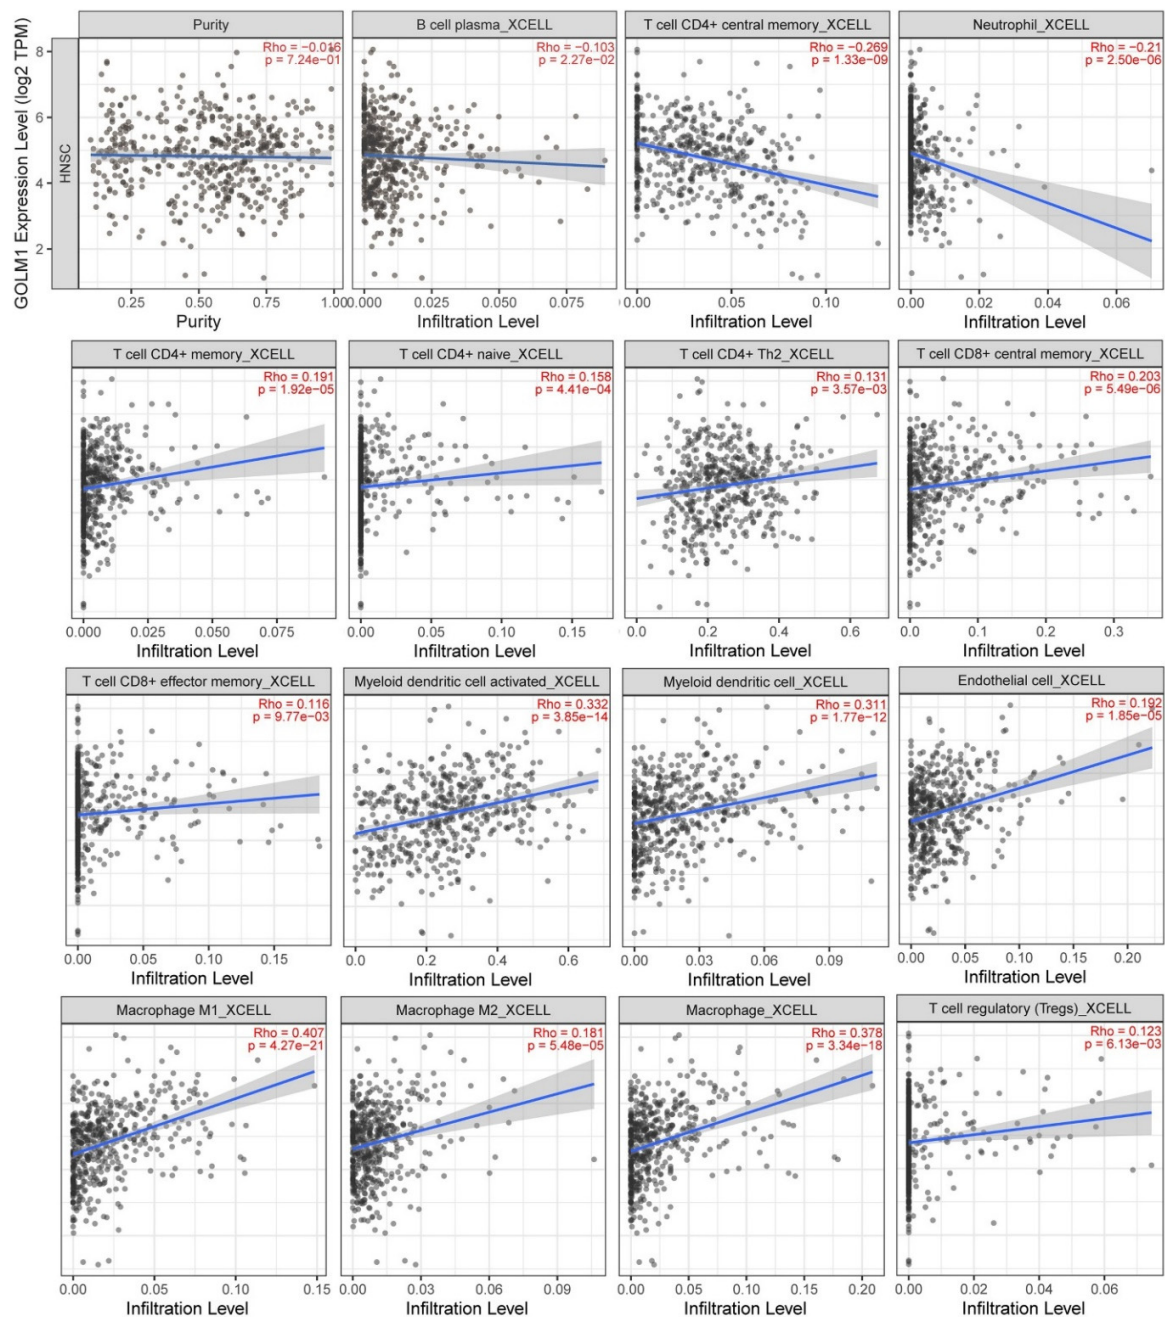 GOLM1 Expression Level (log2 TPM)
HNSC
Purity
Rho = −0.016
p = 7.24e−01
8
6
4
2
0.25 0.50 0.75 1.00
Purity
B cell plasma_XCELL
Rho = −0.103
p = 2.27e−02
0.000 0.025 0.050 0.075
Infiltration Level
T cell CD4+ central memory_XCELL
Rho = −0.269
p = 1.33e−09
0.00 0.05 0.10
Infiltration Level
Neutrophil_XCELL
Rho = −0.21
p = 2.50e−06
0.00 0.02 0.04 0.06
Infiltration Level
T cell CD4+ memory_XCELL
Rho = 0.191
p = 1.92e−05
0.000 0.025 0.050 0.075
Infiltration Level
T cell CD4+ naive_XCELL
Rho = 0.158
p = 4.41e−04
0.00 0.05 0.10 0.15
Infiltration Level
T cell CD4+ Th2_XCELL
Rho = 0.131
p = 3.57e−03
0.0 0.2 0.4 0.6
Infiltration Level
T cell CD8+ central memory_XCELL
Rho = 0.203
p = 5.49e−06
0.0 0.1 0.2 0.3
Infiltration Level
T cell CD8+ effector memory_XCELL
Rho = 0.116
p = 9.77e−03
0.00 0.05 0.10 0.15
Infiltration Level
Myeloid dendritic cell activated_XCELL
Rho = 0.332
p = 3.85e−14
0.0 0.2 0.4 0.6
Infiltration Level
Myeloid dendritic cell_XCELL
Rho = 0.311
p = 1.77e−12
0.00 0.03 0.06 0.09
Infiltration Level
Endothelial cell_XCELL
Rho = 0.192
p = 1.85e−05
0.00 0.05 0.10 0.15 0.20
Infiltration Level
Macrophage M1_XCELL
Rho = 0.407
p = 4.27e−21
0.00 0.05 0.10 0.15
Infiltration Level
Macrophage M2_XCELL
Rho = 0.181
p = 5.48e−05
0.00 0.03 0.06 0.09
Infiltration Level
Macrophage_XCELL
Rho = 0.378
p = 3.34e−18
0.00 0.05 0.10 0.15 0.20
Infiltration Level
T cell regulatory (Tregs)_XCELL
Rho = 0.123
p = 6.13e−03
0.00 0.02 0.04 0.06
Infiltration Level